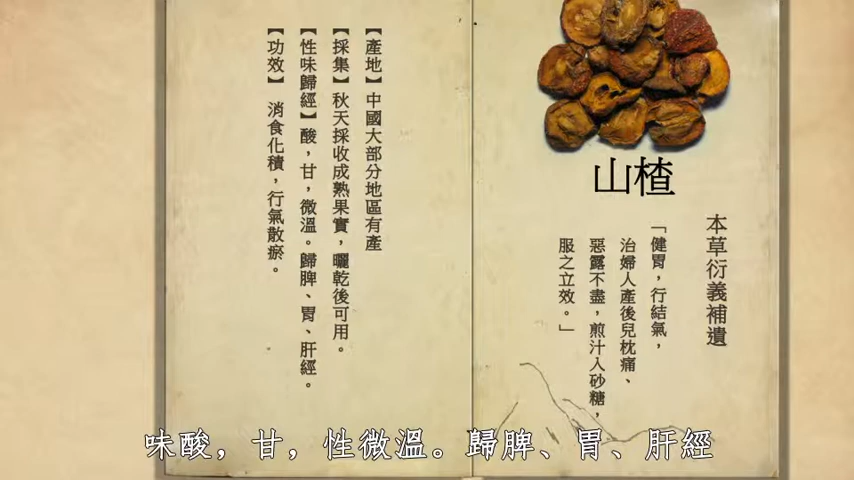 山楂
本草衍義補遺
「健胃，行結氣，
治婦人產後兒枕痛、
惡露不盡，煎汁入砂糖，
服之立效。」
【產地】中國大部分地區有產
【採集】秋天採收成熟果實，曬乾後可用。
【性味歸經】酸，甘，微溫。歸脾、胃、肝經。
【功效】 消食化積，行氣散瘀。
味酸，甘，性微溫。歸脾、胃、肝經